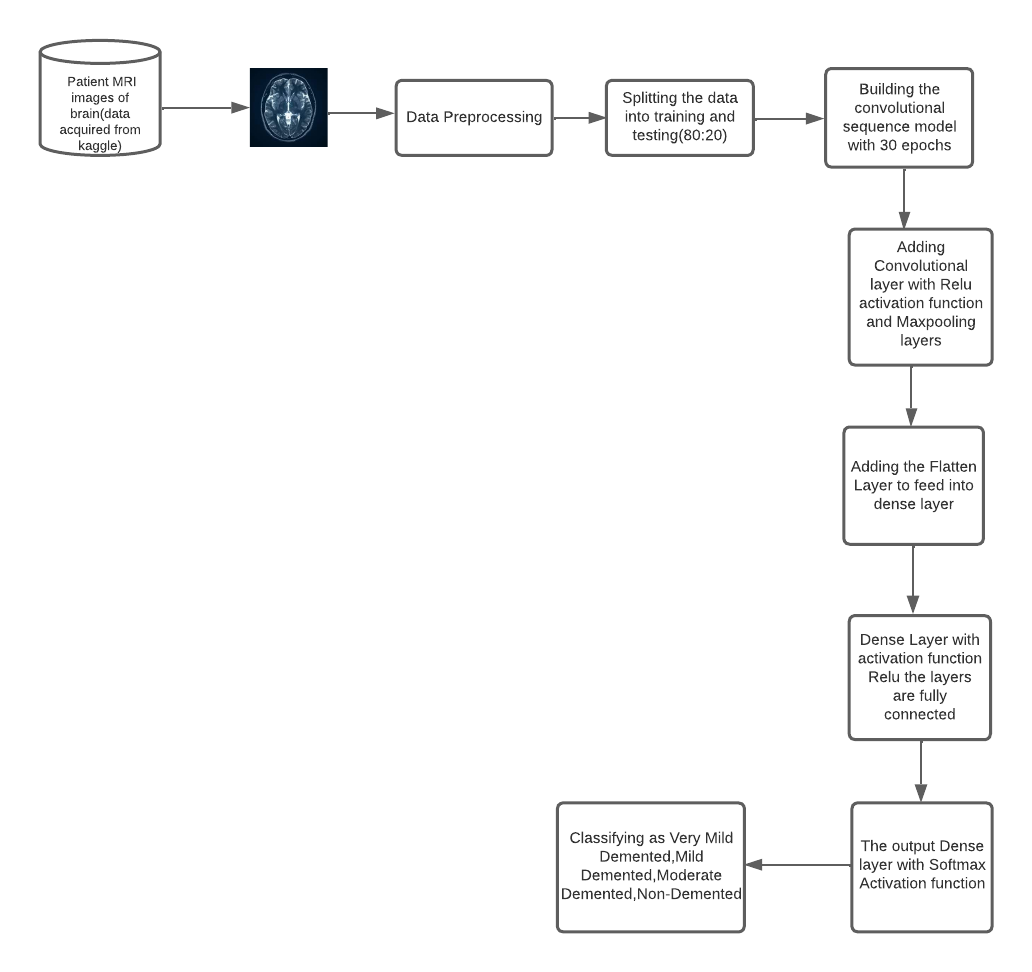 Patient MRI
images of
brain(data
acquired from
kaggle)
Data Preprocessing
Splitting the data
into training and
testing(80:20)
Building the
convolutional
sequence model
with 30 epochs
Adding
Convolutional
layer with Relu
activation function
and Maxpooling
layers
Adding the Flatten
Layer to feed into
dense layer
Dense Layer with
activation function
Relu the layers
are fully
connected
The output Dense
layer with Softmax
Activation function
Classifying as Very Mild
Demented,Mild
Demented,Moderate
Demented,Non-Demented